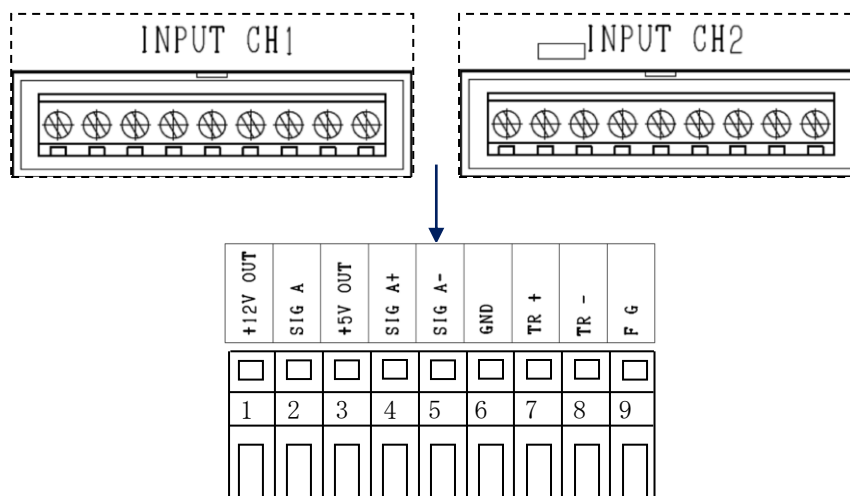 INPUT CH1
INPUT CH2
+12V OUT
SIG A
+5V OUT
SIG A+
SIG A-
GND
TR +
TR -
F G
1 2 3 4 5 6 7 8 9